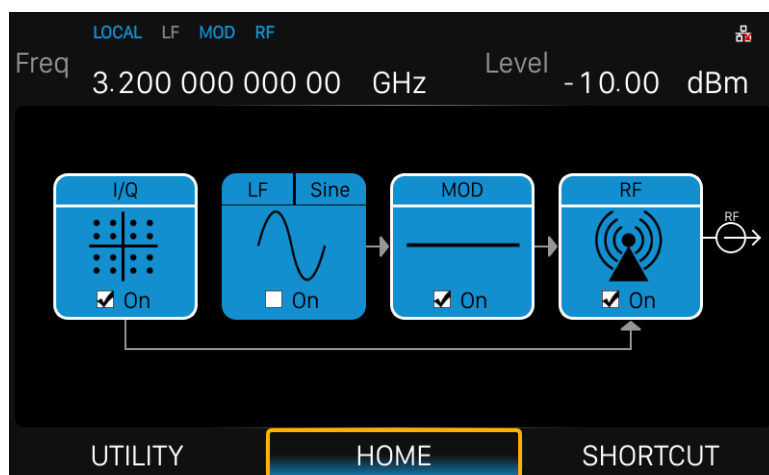 LOCAL LF MOD RF
Freq 3.200 000 000 00 GHz Level -10.00 dBm
I/Q LF Sine MOD RF
RF
On On On On
UTILITY HOME SHORTCUT